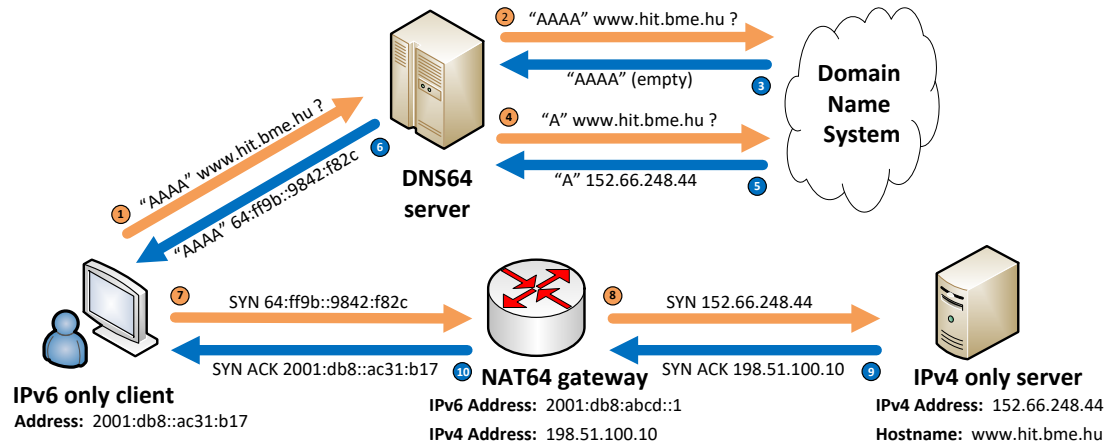 2
“AAAA” www.hit.bme.hu ?
“AAAA” (empty)
3
Domain
Name
System
1
“AAAA” www.hit.bme.hu ?
6
“AAAA” 64:ff9b::9842:f82c
4
“A” www.hit.bme.hu ?
“A” 152.66.248.44
5
DNS64
server
7
SYN 64:ff9b::9842:f82c
SYN ACK 2001:db8::ac31:b17
10
8
SYN 152.66.248.44
SYN ACK 198.51.100.10
9
IPv6 only client
Address: 2001:db8::ac31:b17
NAT64 gateway
IPv6 Address: 2001:db8:abcd::1
IPv4 Address: 198.51.100.10
IPv4 only server
IPv4 Address: 152.66.248.44
Hostname: www.hit.bme.hu